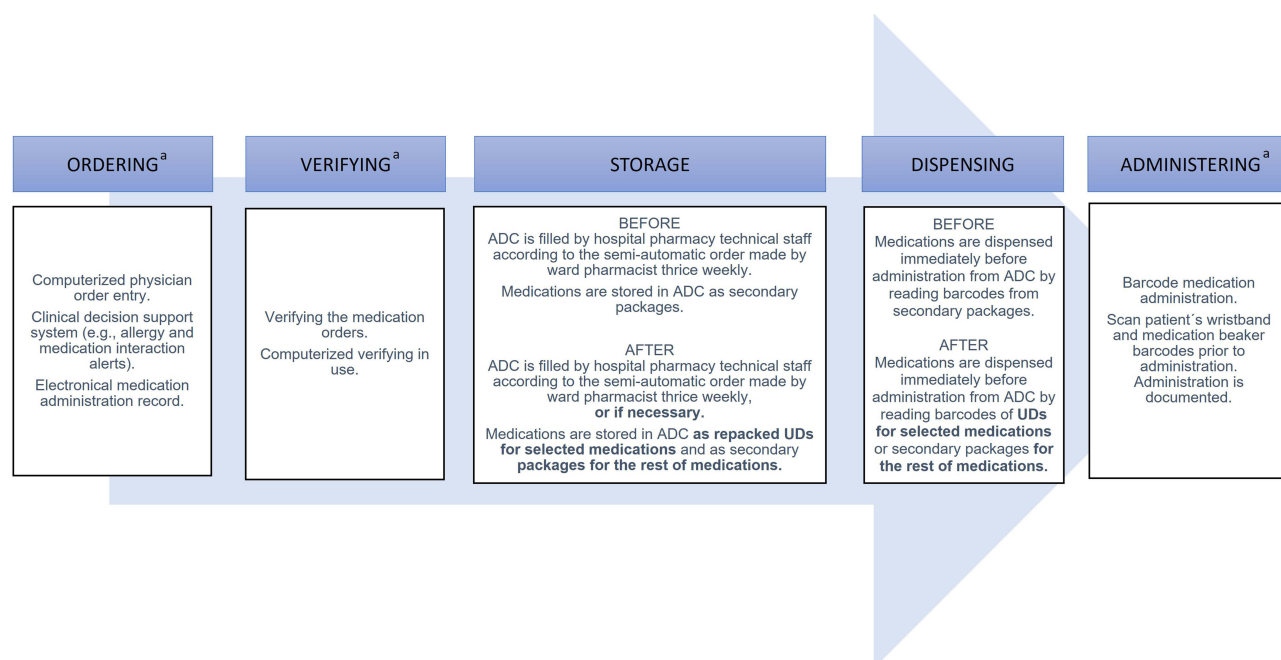 ORDERINGa
Computerized physician
order entry.
Clinical decision support
system (e.g., allergy and
medication interaction
alerts).
Electronical medication
administration record.
VERIFYINGa
Verifying the medication
orders.
Computerized verifying in
use.
STORAGE
BEFORE
ADC is filled by hospital pharmacy technical staff
according to the semi-automatic order made by
ward pharmacist thrice weekly.
Medications are stored in ADC as secondary
packages.
AFTER
ADC is filled by hospital pharmacy technical staff
according to the semi-automatic order made by
ward pharmacist thrice weekly,
or if necessary.
Medications are stored in ADC as repacked UDs
for selected medications and as secondary
packages for the rest of medications.
DISPENSING
BEFORE
Medications are dispensed
immediately before
administration from ADC by
reading barcodes from
secondary packages.
AFTER
Medications are dispensed
immediately before
administration from ADC by
reading barcodes of UDs
for selected medications
or secondary packages for
the rest of medications.
ADMINISTERINGa
Barcode medication
administration.
Scan patient´s wristband
and medication beaker
barcodes prior to
administration.
Administration is
documented.